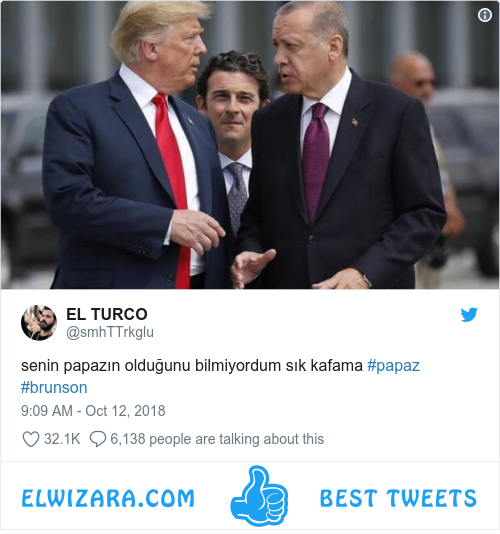 EL TURCO
@smhTTrkglu
senin papazın olduğunu bilmiyordum sık kafama #papaz
#brunson
9:09 AM - Oct 12, 2018
32.1K 6,138 people are talking about this
ELWIZARA.COM BEST TWEETS